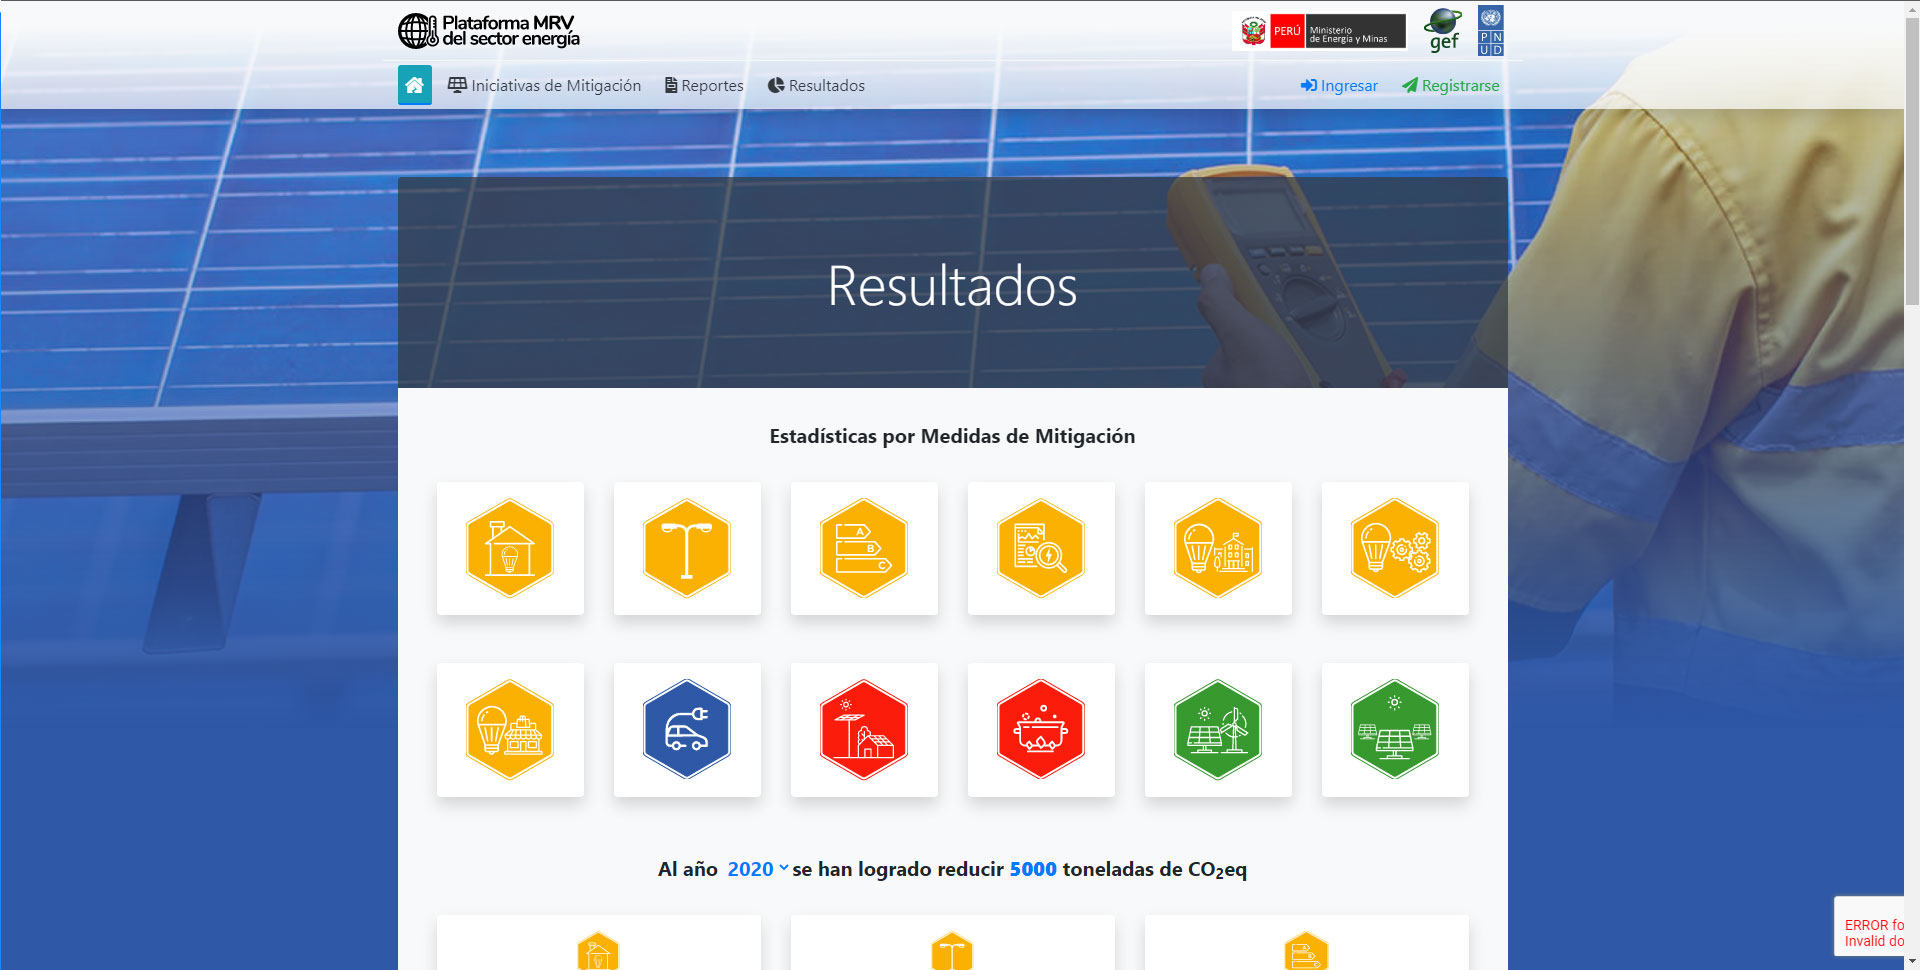 Plataforma MRV
del sector energía
PERÚ
Ministerio
de Energía y Minas
gef
P N
U D
Iniciativas de Mitigación
Reportes
Resultados
Ingresar
Registrarse
Resultados
Estadísticas por Medidas de Mitigación
A
B
C
Al año 2020 se han logrado reducir 5000 toneladas de CO₂eq
ERROR fo
Invalid do